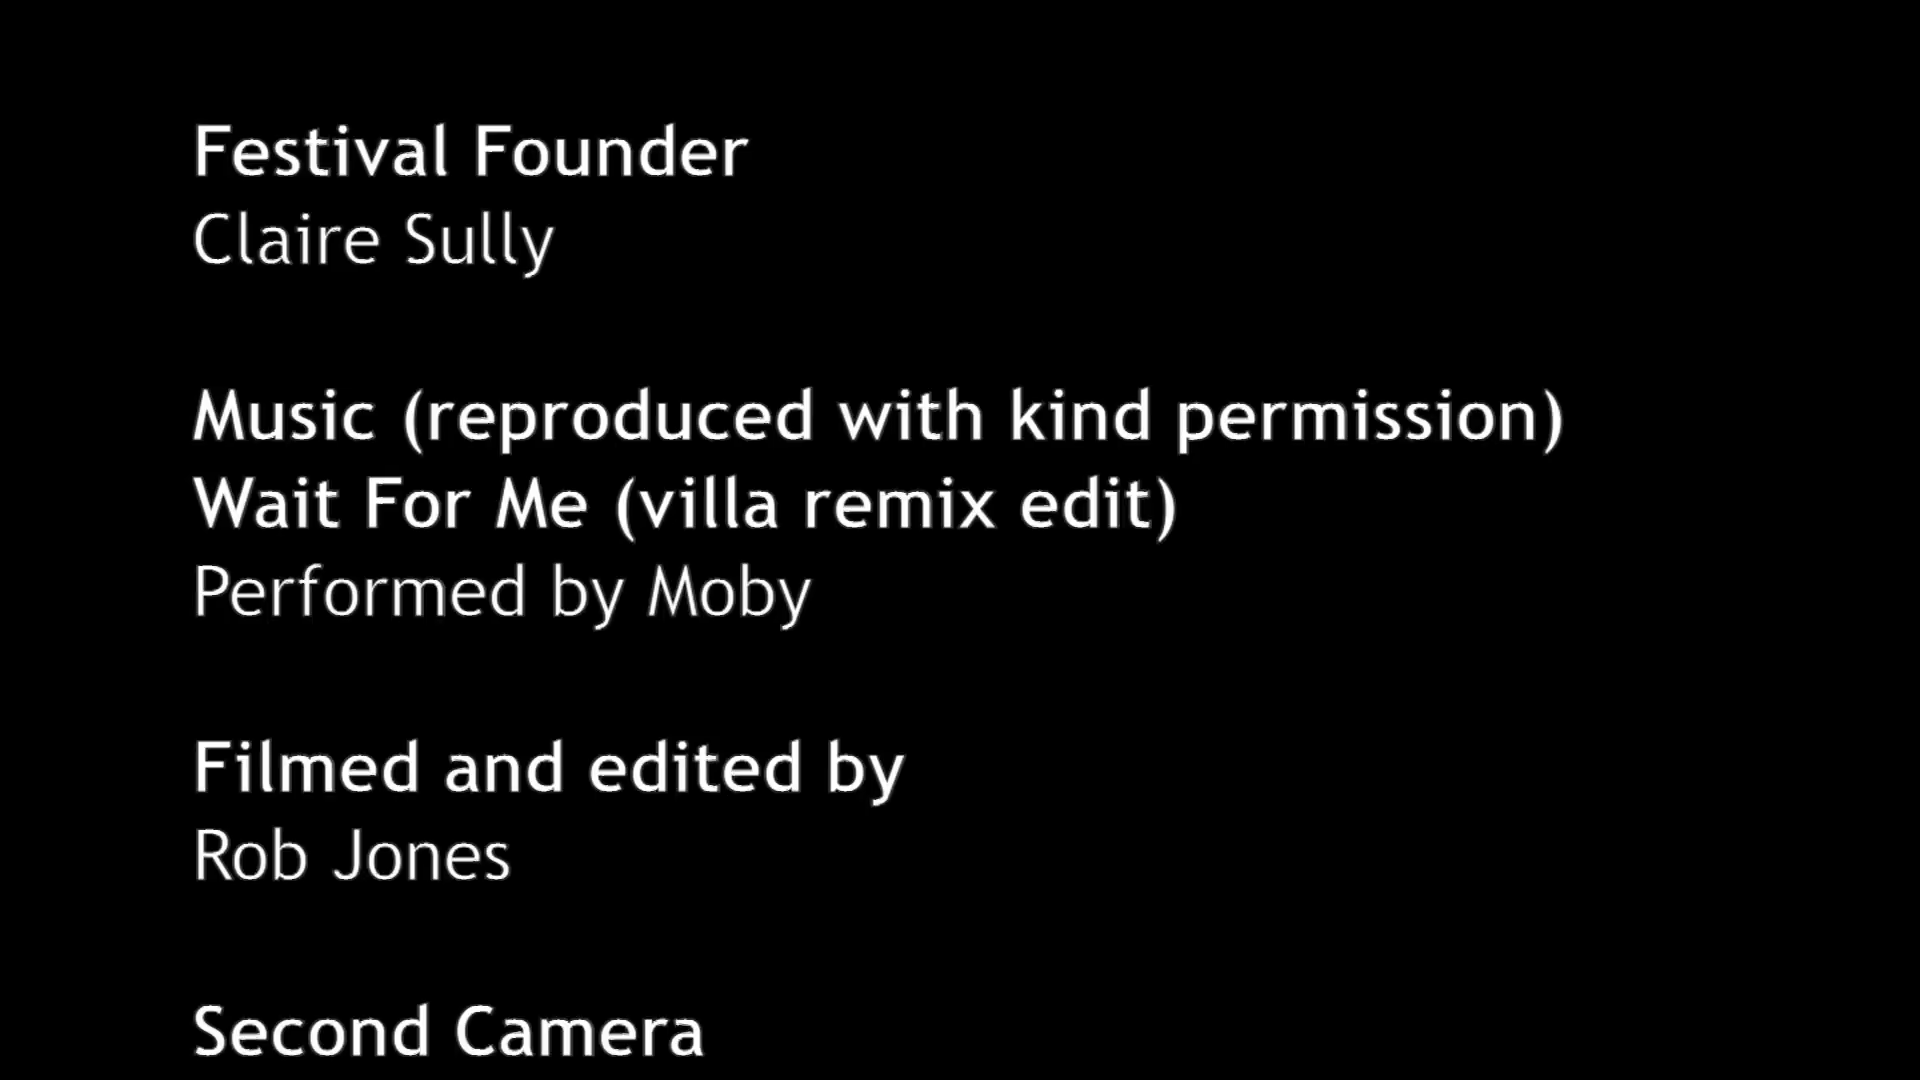 Festival Founder
Claire Sully
Music (reproduced with kind permission)
Wait For Me (villa remix edit)
Performed by Moby
Filmed and edited by
Rob Jones
Second Camera